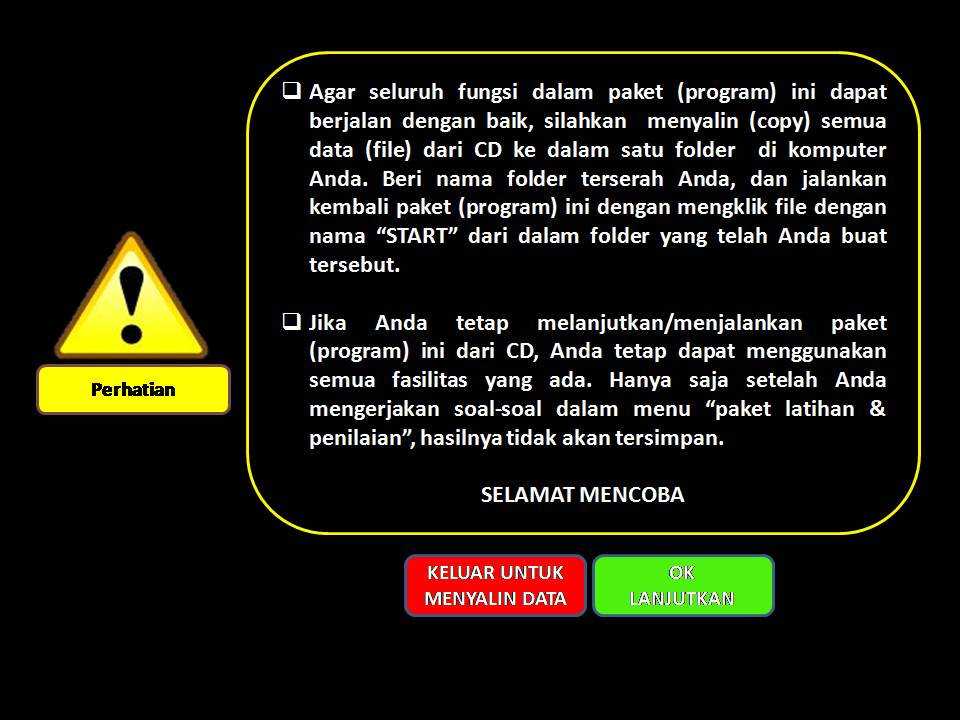 Agar seluruh fungsi dalam paket (program) ini dapat
berjalan dengan baik, silahkan menyalin (copy) semua
data (file) dari CD ke dalam satu folder di komputer
Anda. Beri nama folder terserah Anda, dan jalankan
kembali paket (program) ini dengan mengklik file dengan
nama “START” dari dalam folder yang telah Anda buat
tersebut.
Jika Anda tetap melanjutkan/menjalankan paket
(program) ini dari CD, Anda tetap dapat menggunakan
semua fasilitas yang ada. Hanya saja setelah Anda
mengerjakan soal-soal dalam menu “paket latihan &
penilaian”, hasilnya tidak akan tersimpan.
SELAMAT MENCOBA
Perhatian
KELUAR UNTUK
MENYALIN DATA
OK
LANJUTKAN